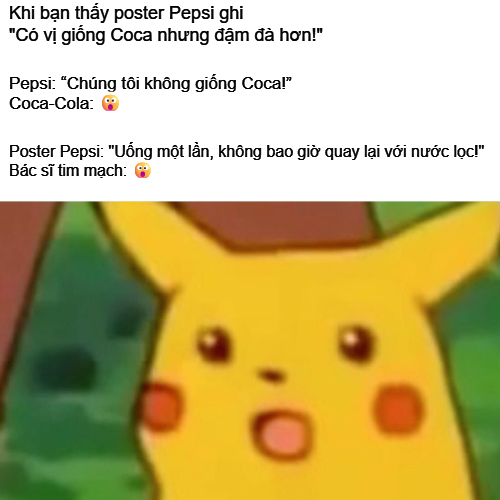 Khi bạn thấy poster Pepsi ghi
"Có vị giống Coca nhưng đậm đà hơn!"
Pepsi: “Chúng tôi không giống Coca!”
Coca-Cola: 😲
Poster Pepsi: "Uống một lần, không bao giờ quay lại với nước lọc!"
Bác sĩ tim mạch: 😲